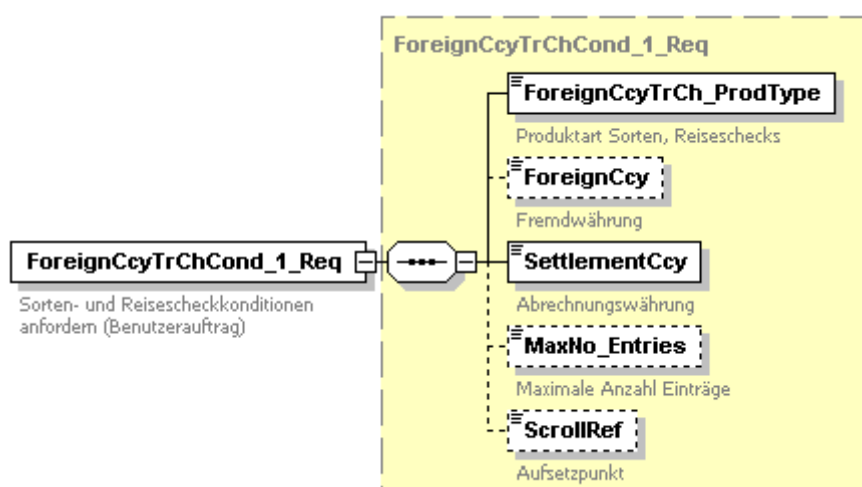 ForeignCcyTrChCond_1_Req
ForeignCcyTrCh_ProdType
Produktart Sorten, Reiseschecks
ForeignCcy
Fremdwährung
ForeignCcyTrChCond_1_Req
Sorten- und Reisescheckkonditionen
anfordern (Benutzerauftrag)
SettlementCcy
Abrechnungswährung
MaxNo_Entries
Maximale Anzahl Einträge
ScrollRef
Aufsetzpunkt